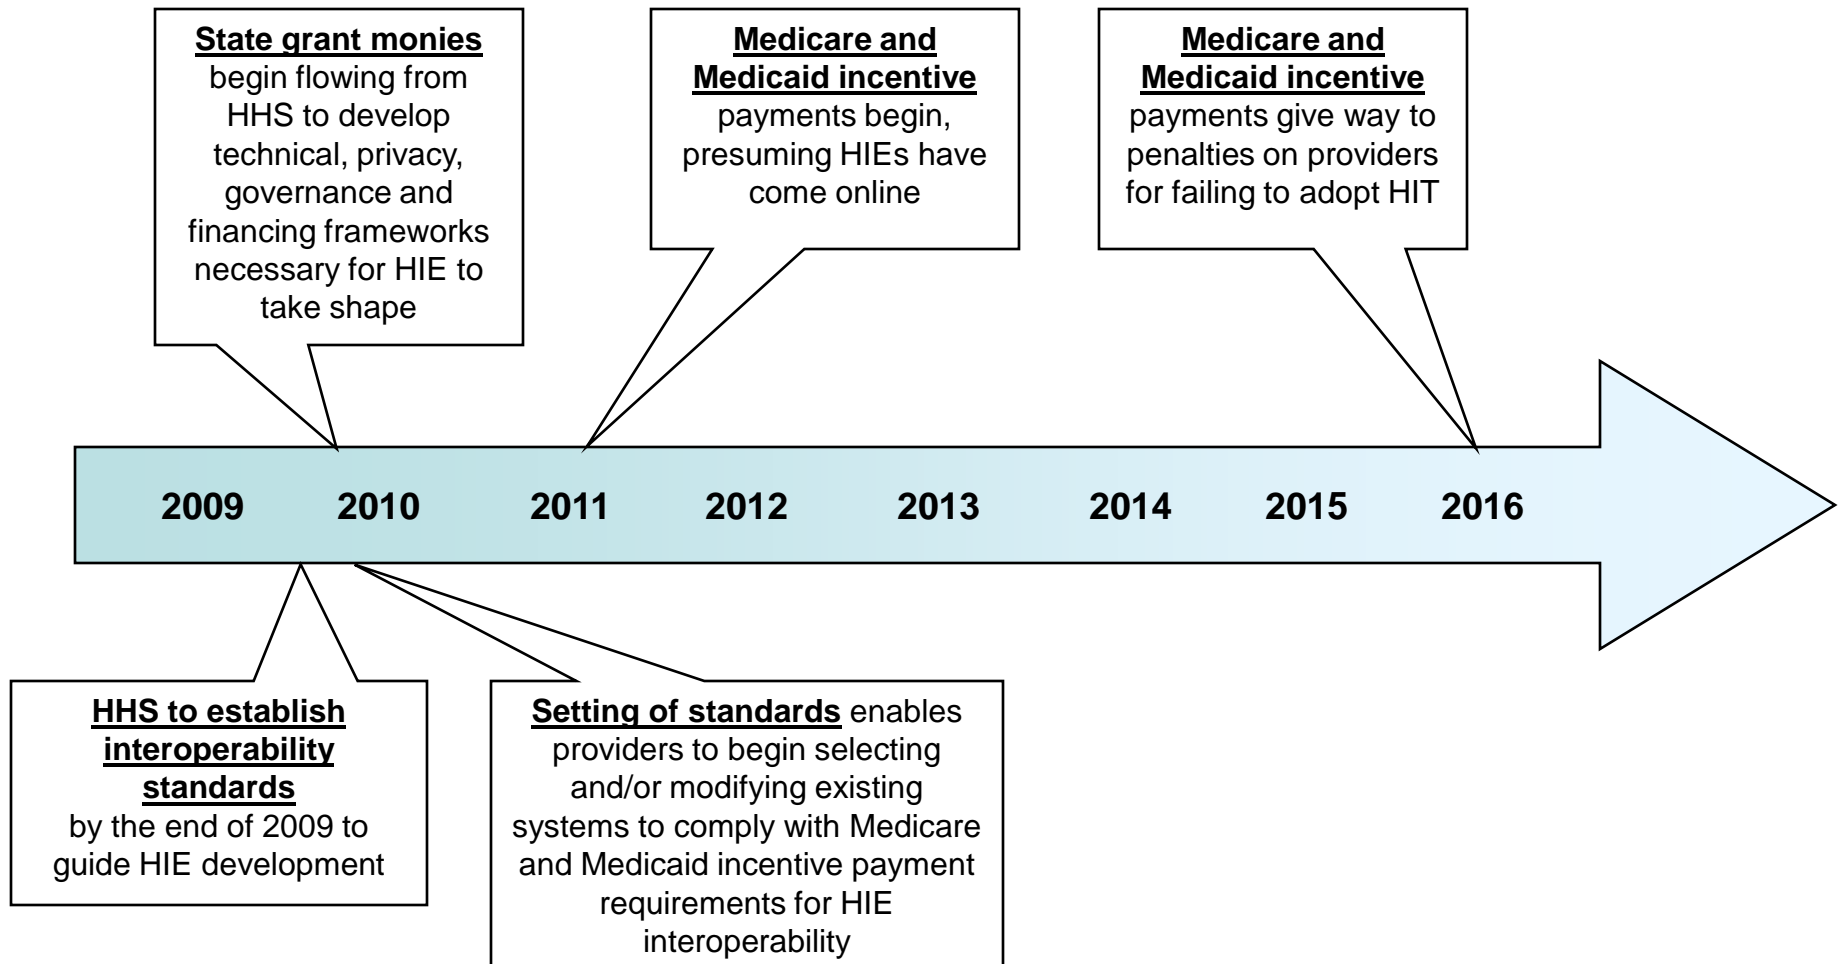 State grant monies
begin flowing from
HHS to develop
technical, privacy,
governance and
financing frameworks
necessary for HIE to
take shape
Medicare and
Medicaid incentive
payments begin,
presuming HIEs have
come online
Medicare and
Medicaid incentive
payments give way to
penalties on providers
for failing to adopt HIT
2009 2010 2011 2012 2013 2014 2015 2016
HHS to establish
interoperability
standards
by the end of 2009 to
guide HIE development
Setting of standards enables
providers to begin selecting
and/or modifying existing
systems to comply with Medicare
and Medicaid incentive payment
requirements for HIE
interoperability